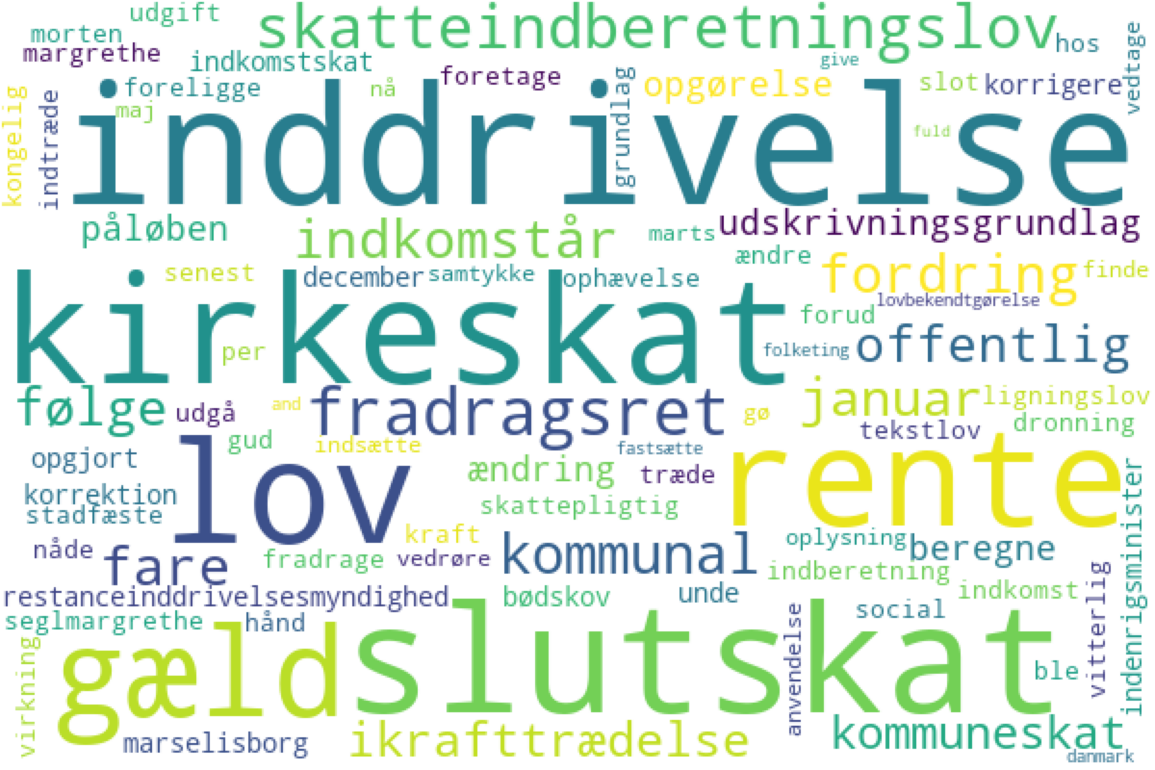 udgift
skatteindberetningslov
morten
hos
margrethe
indkomstskat
give
vedtage
foreligge
foretage
nå
grundlag
opgørelse
slot
korrigere
kongelig
indtræde
maj
inddrivelse
fuld
påløben
indkomstår
marts
udskrivningsgrundlag
ændre
senest
december
samtykke
ophævelse
fordring
finde
kirkeskat
lovbekendtgørelse
forud
per
folketing
offentlig
følge
udgå
and
fradragsret
gø
januar
ligningslov
tekstlov
dronning
gud
indsætte
fastsætte
opgjort
lov
ændring
træde
rente
korrektion
stadfæste
skattepligtig
kraft
nåde
fare
fradrage
vedrøre
kommunal
oplysning
beregne
indenrigsminister
indberetning
vitterlig
restanceinddrivelsesmyndighed
bødskov
unde
indkomst
seglmargrethe
hånd
social
anvendelse
virkning
gæld
slutskat
ble
marselisborg
ikrafttrædelse
kommuneskat
danmark